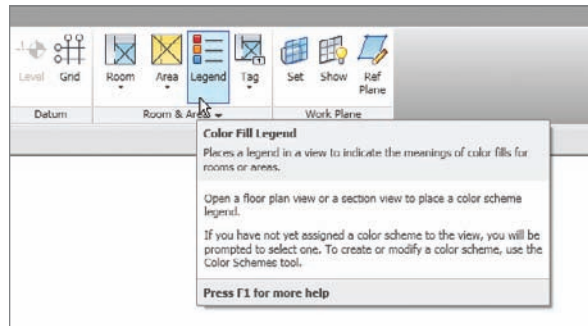 Level Grid Room Area Legend Tag Set Show Ref
Plane
Datum Room & Areas Work Plane
Color Fill Legend
Places a legend in a view to indicate the meanings of color fills for
rooms or areas.
Open a floor plan view or a section view to place a color scheme
legend.
If you have not yet assigned a color scheme to the view, you will be
prompted to select one. To create or modify a color scheme, use the
Color Schemes tool.
Press F1 for more help